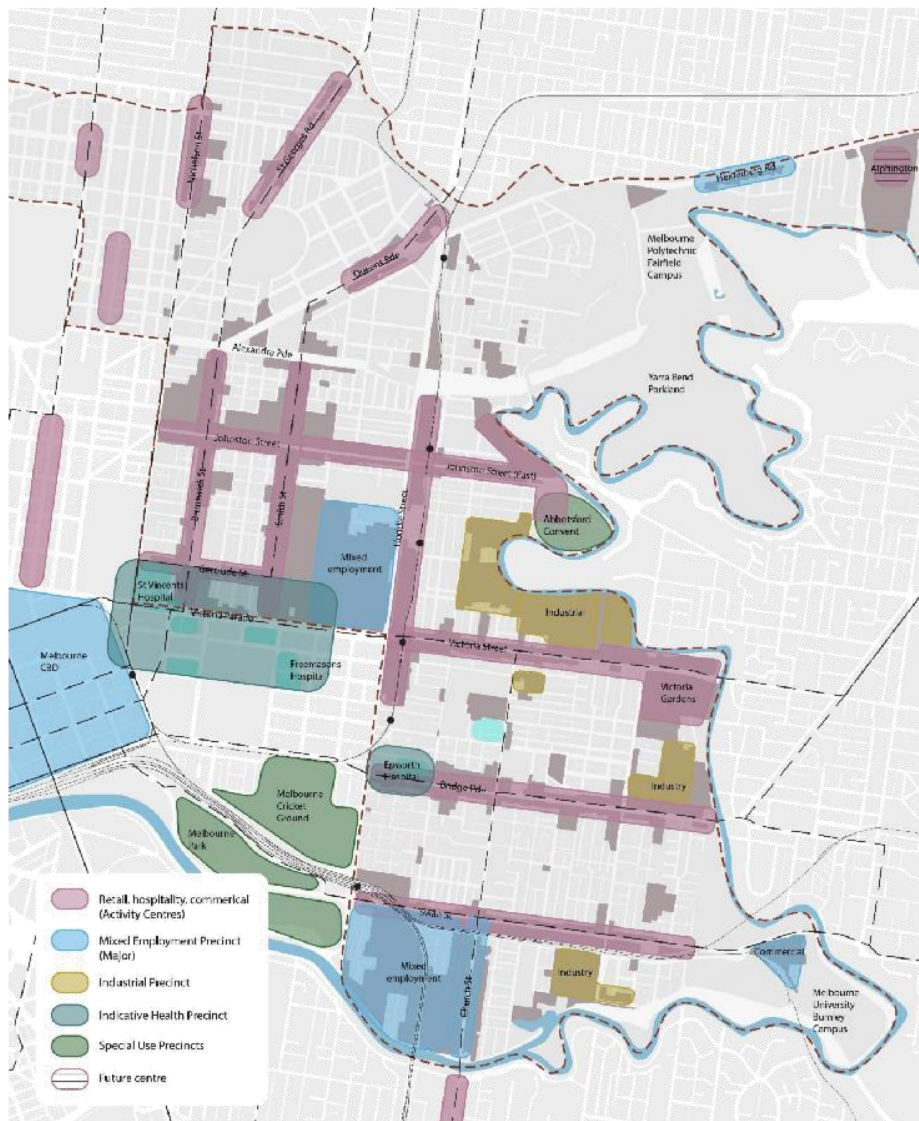 Nicholson St
St Georges Rd
Heidelberg Rd
Alphington
Queens Pde
Melbourne
Polytechnic
Fairfield
Campus
Alexandra Pde
Yarra Bend
Parkland
Johnston Street
Johnston Street (East)
Brunswick St
Smith St
Hoddle Street
Abbotsford
Convent
Mixed
employment
Gertrude St
St Vincents
Hospital
Victoria Parade
Industrial
Melbourne
CBD
Freemasons
Hospital
Victoria Street
Victoria
Gardens
Epworth
Hospital
Bridge Rd
Industry
Melbourne
Cricket
Ground
Melbourne
Park
Swan St
Mixed
employment
Church St
Industry
Commercial
Melbourne
University
Burnley
Campus
Retail, hospitality, commerical
(Activity Centres)
Mixed Employment Precinct
(Major)
Industrial Precinct
Indicative Health Precinct
Special Use Precincts
Future centre